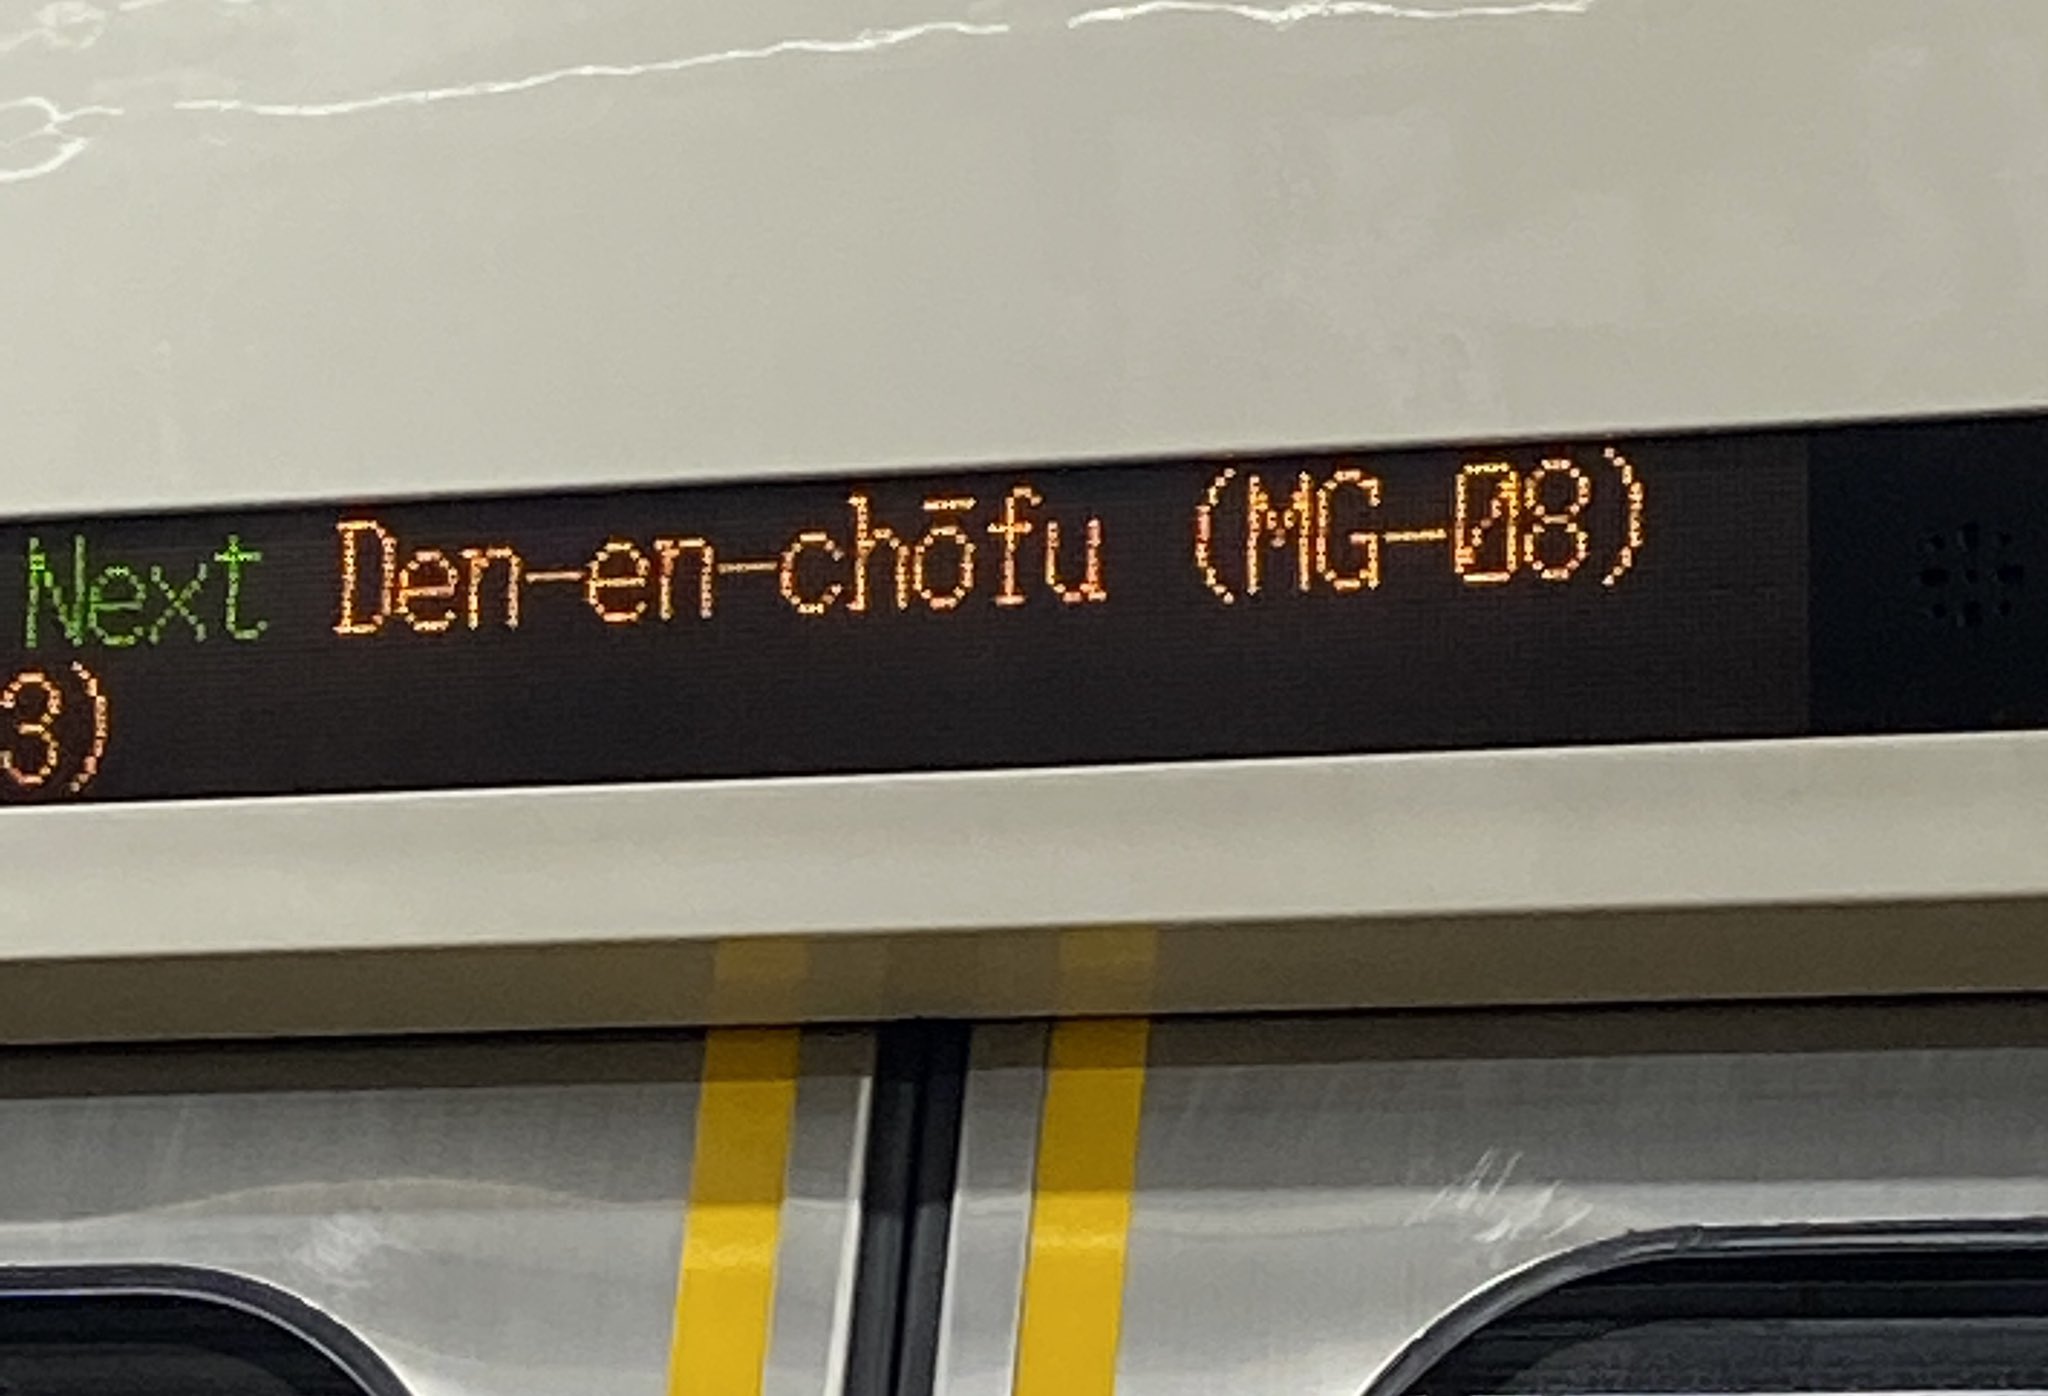 Next Den-en-chōfu (MG-08)
3)